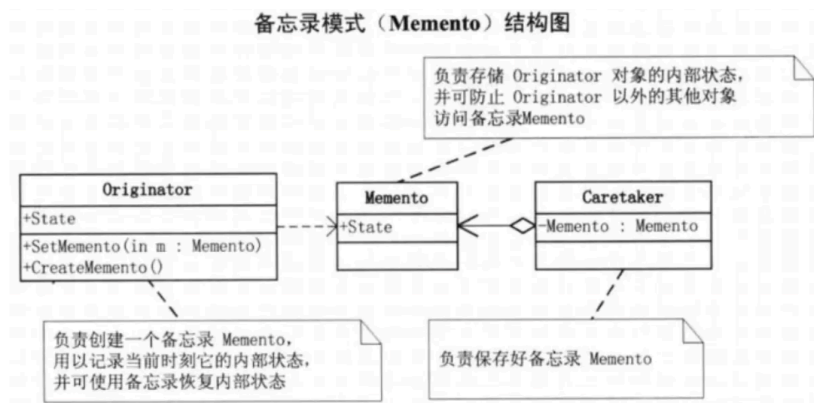 备忘录模式（Memento）结构图
负责存储 Originator 对象的内部状态，
并可防止 Originator 以外的其他对象
访问备忘录Memento
Originator
+State
+SetMemento(in m : Memento)
+CreateMemento()
Memento
+State
Caretaker
-Memento : Memento
负责创建一个备忘录 Memento，
用以记录当前时刻它的内部状态，
并可使用备忘录恢复内部状态
负责保存好备忘录 Memento